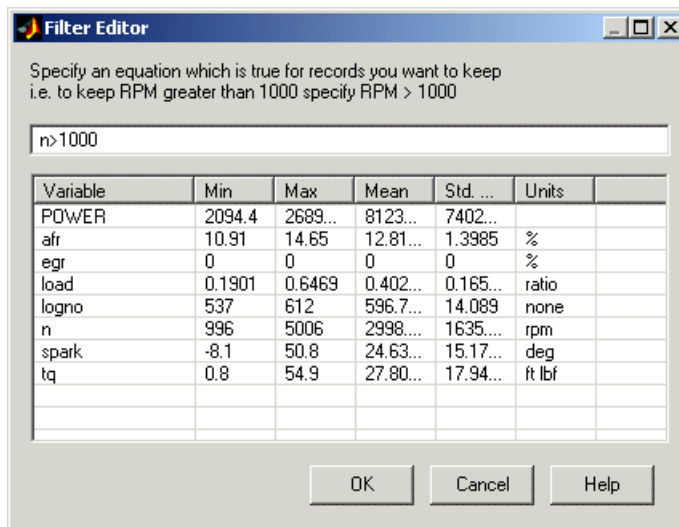 Filter Editor
Specify an equation which is true for records you want to keep
i.e. to keep RPM greater than 1000 specify RPM > 1000
n>1000
Variable Min Max Mean Std. ... Units
POWER 2094.4 2689... 8123... 7402...
afr 10.91 14.65 12.81... 1.3985 %
egr 0 0 0 0 %
load 0.1901 0.6469 0.402... 0.165... ratio
logno 537 612 596.7... 14.089 none
n 996 5006 2998.... 1635.... rpm
spark -8.1 50.8 24.63... 15.17... deg
tq 0.8 54.9 27.80... 17.94... ft lbf
OK Cancel Help